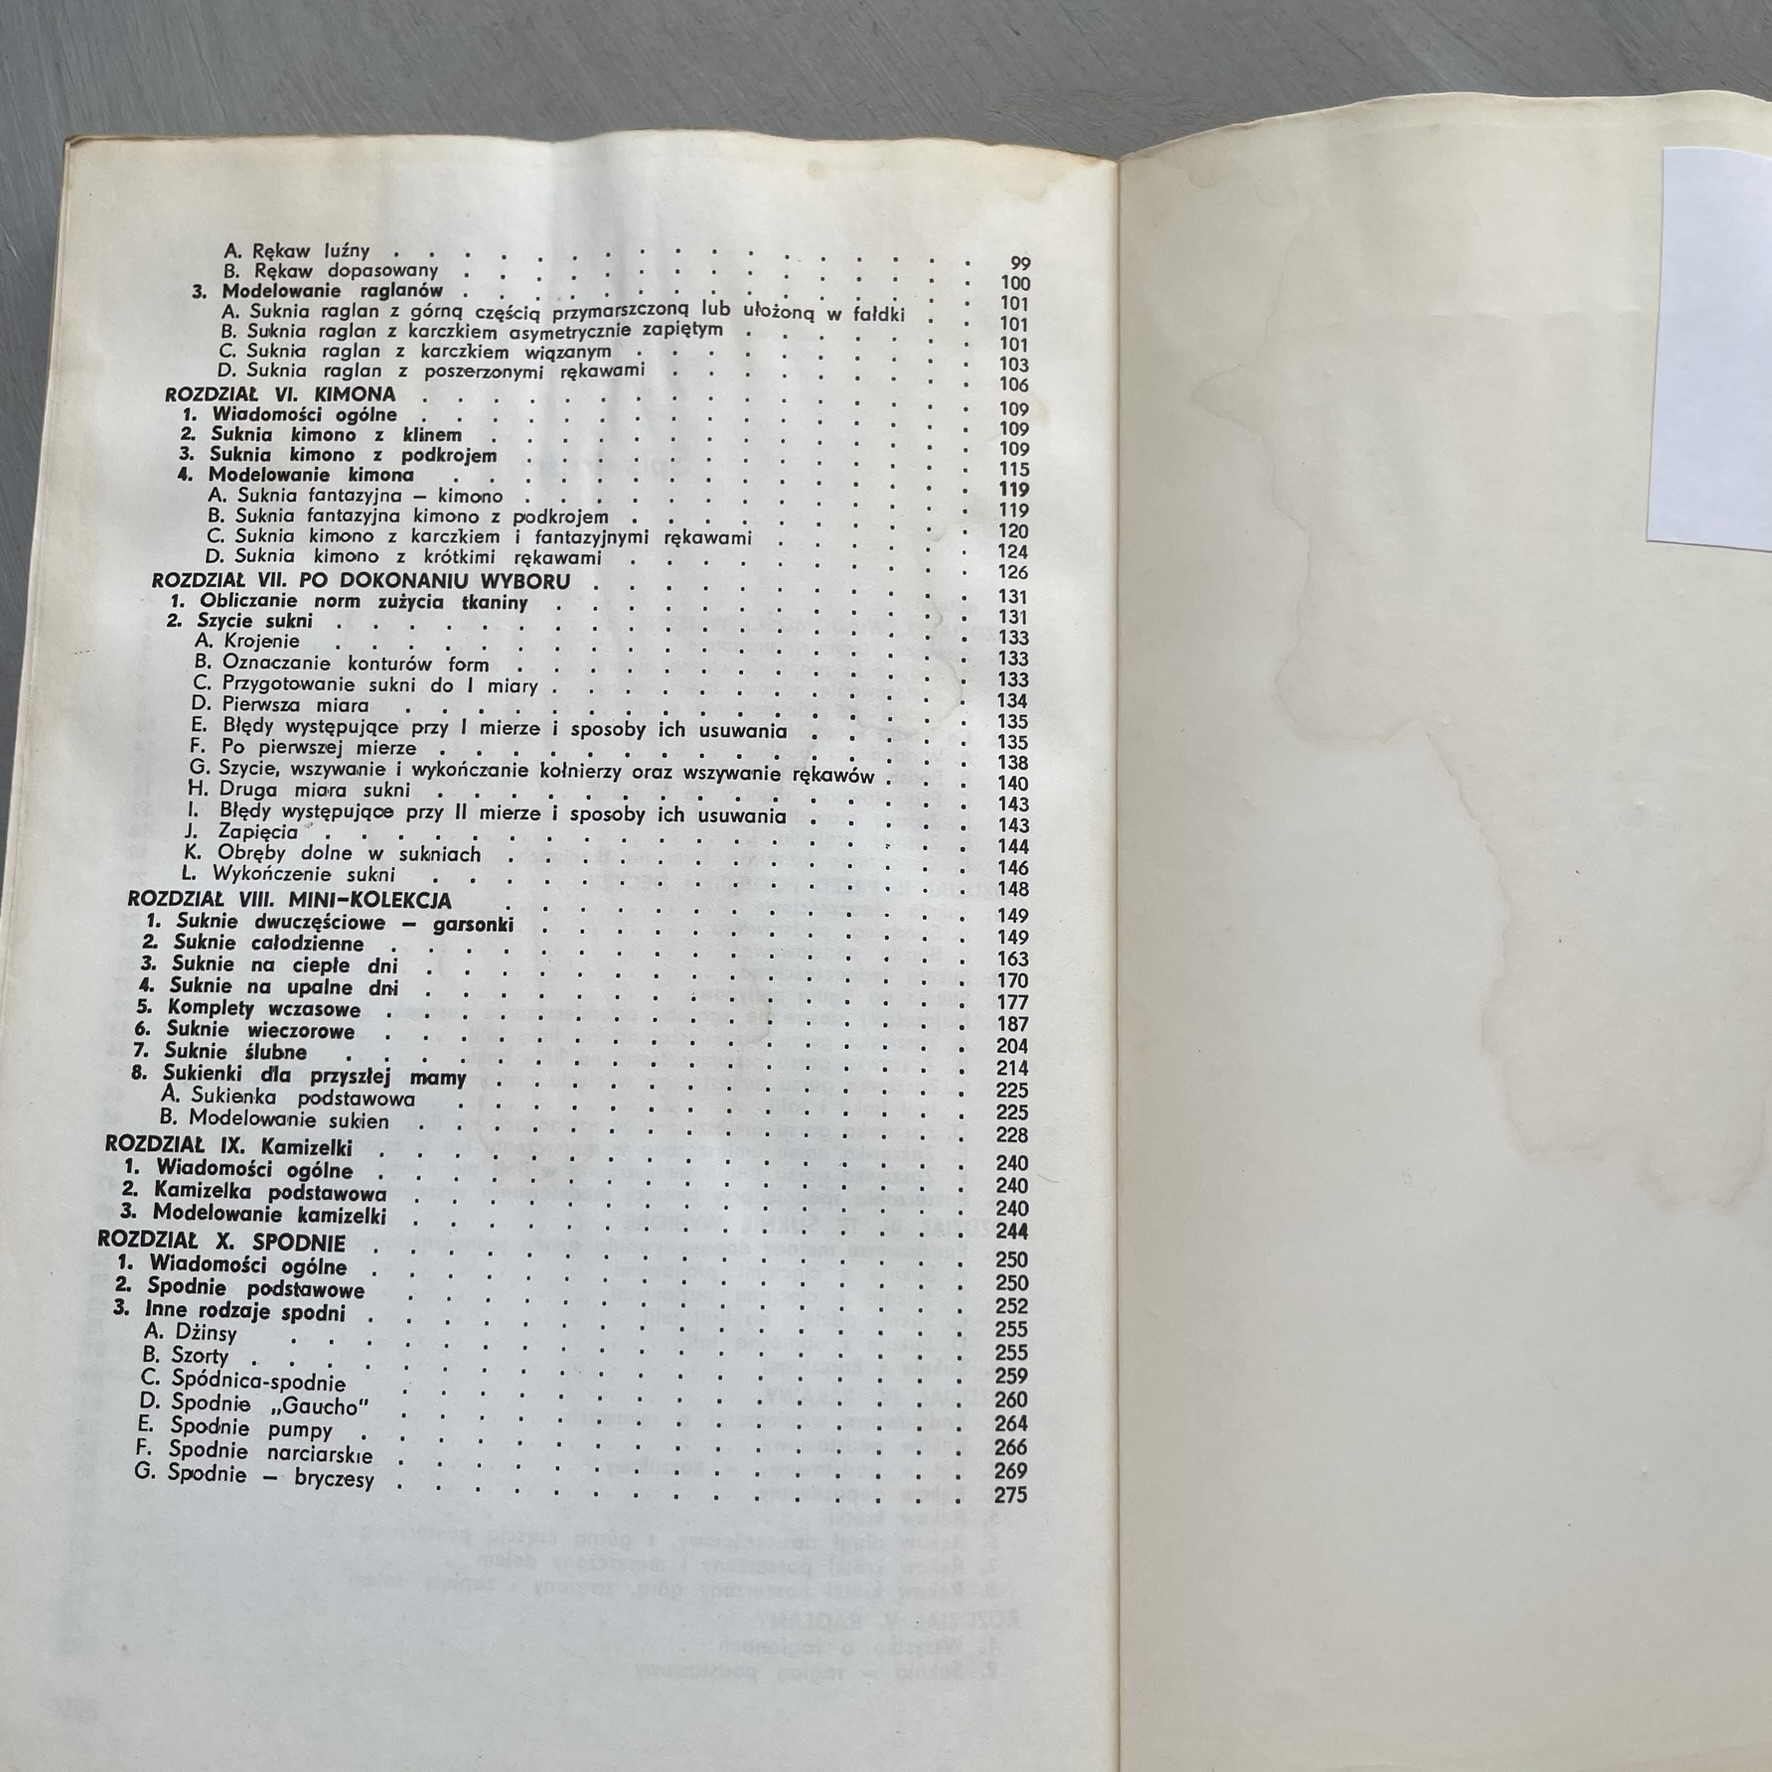 A. Rękaw luźny . . . . . . . . . . . . . . . . 99
B. Rękaw dopasowany . . . . . . . . . . . . . . 100
3. Modelowanie raglanów . . . . . . . . . . . . . . 101
A. Suknia raglan z górną częścią przymarszczoną lub ułożoną w fałdki . . 101
B. Suknia raglan z karczkiem asymetrycznie zapiętym . . . . . . . 101
C. Suknia raglan z karczkiem wiązanym . . . . . . . . . . 103
D. Suknia raglan z poszerzonymi rękawami . . . . . . . . . 106
ROZDZIAŁ VI. KIMONA . . . . . . . . . . . . . . . . 109
1. Wiadomości ogólne . . . . . . . . . . . . . . . . 109
2. Suknia kimono z klinem . . . . . . . . . . . . . . 109
3. Suknia kimono z podkrojem . . . . . . . . . . . . . 115
4. Modelowanie kimona . . . . . . . . . . . . . . . 119
A. Suknia fantazyjna – kimono . . . . . . . . . . . . . 119
B. Suknia fantazyjna kimono z podkrojem . . . . . . . . . . 120
C. Suknia kimono z karczkiem i fantazyjnymi rękawami . . . . . . 124
D. Suknia kimono z krótkimi rękawami . . . . . . . . . . 126
ROZDZIAŁ VII. PO DOKONANIU WYBORU . . . . . . . . . . . 131
1. Obliczanie norm zużycia tkaniny . . . . . . . . . . . . 131
2. Szycie sukni . . . . . . . . . . . . . . . . . . 133
A. Krojenie . . . . . . . . . . . . . . . . . . 133
B. Oznaczanie konturów form . . . . . . . . . . . . . 133
C. Przygotowanie sukni do I miary . . . . . . . . . . . . 134
D. Pierwsza miara . . . . . . . . . . . . . . . . 135
E. Błędy występujące przy I mierze i sposoby ich usuwania . . . . . 135
F. Po pierwszej mierze . . . . . . . . . . . . . . . 138
G. Szycie, wszywanie i wykończanie kołnierzy oraz wszywanie rękawów . . . 140
H. Druga miara sukni . . . . . . . . . . . . . . . 143
I. Błędy występujące przy II mierze i sposoby ich usuwania . . . . . 143
J. Zapięcia . . . . . . . . . . . . . . . . . . 144
K. Obręby dolne w sukniach . . . . . . . . . . . . . 146
L. Wykończenie sukni . . . . . . . . . . . . . . . 148
ROZDZIAŁ VIII. MINI–KOLEKCJA . . . . . . . . . . . . . 149
1. Suknie dwuczęściowe – garsonki . . . . . . . . . . . . 149
2. Suknie całodzienne . . . . . . . . . . . . . . . . 163
3. Suknie na ciepłe dni . . . . . . . . . . . . . . . 170
4. Suknie na upalne dni . . . . . . . . . . . . . . . 177
5. Komplety wczasowe . . . . . . . . . . . . . . . . 187
6. Suknie wieczorowe . . . . . . . . . . . . . . . . 204
7. Suknie ślubne . . . . . . . . . . . . . . . . . 214
8. Sukienki dla przyszłej mamy . . . . . . . . . . . . . 225
A. Sukienka podstawowa . . . . . . . . . . . . . . 225
B. Modelowanie sukien . . . . . . . . . . . . . . . 228
ROZDZIAŁ IX. Kamizelki . . . . . . . . . . . . . . . . 240
1. Wiadomości ogólne . . . . . . . . . . . . . . . . 240
2. Kamizelka podstawowa . . . . . . . . . . . . . . . 240
3. Modelowanie kamizelki . . . . . . . . . . . . . . . 244
ROZDZIAŁ X. SPODNIE . . . . . . . . . . . . . . . . 250
1. Wiadomości ogólne . . . . . . . . . . . . . . . . 250
2. Spodnie podstawowe . . . . . . . . . . . . . . . 252
3. Inne rodzaje spodni . . . . . . . . . . . . . . . . 255
A. Dżinsy . . . . . . . . . . . . . . . . . . 255
B. Szorty . . . . . . . . . . . . . . . . . . . 259
C. Spódnica-spodnie . . . . . . . . . . . . . . . 260
D. Spodnie „Gaucho" . . . . . . . . . . . . . . . 264
E. Spodnie pumpy . . . . . . . . . . . . . . . . 266
F. Spodnie narciarskie . . . . . . . . . . . . . . . 269
G. Spodnie – bryczesy . . . . . . . . . . . . . . . 275